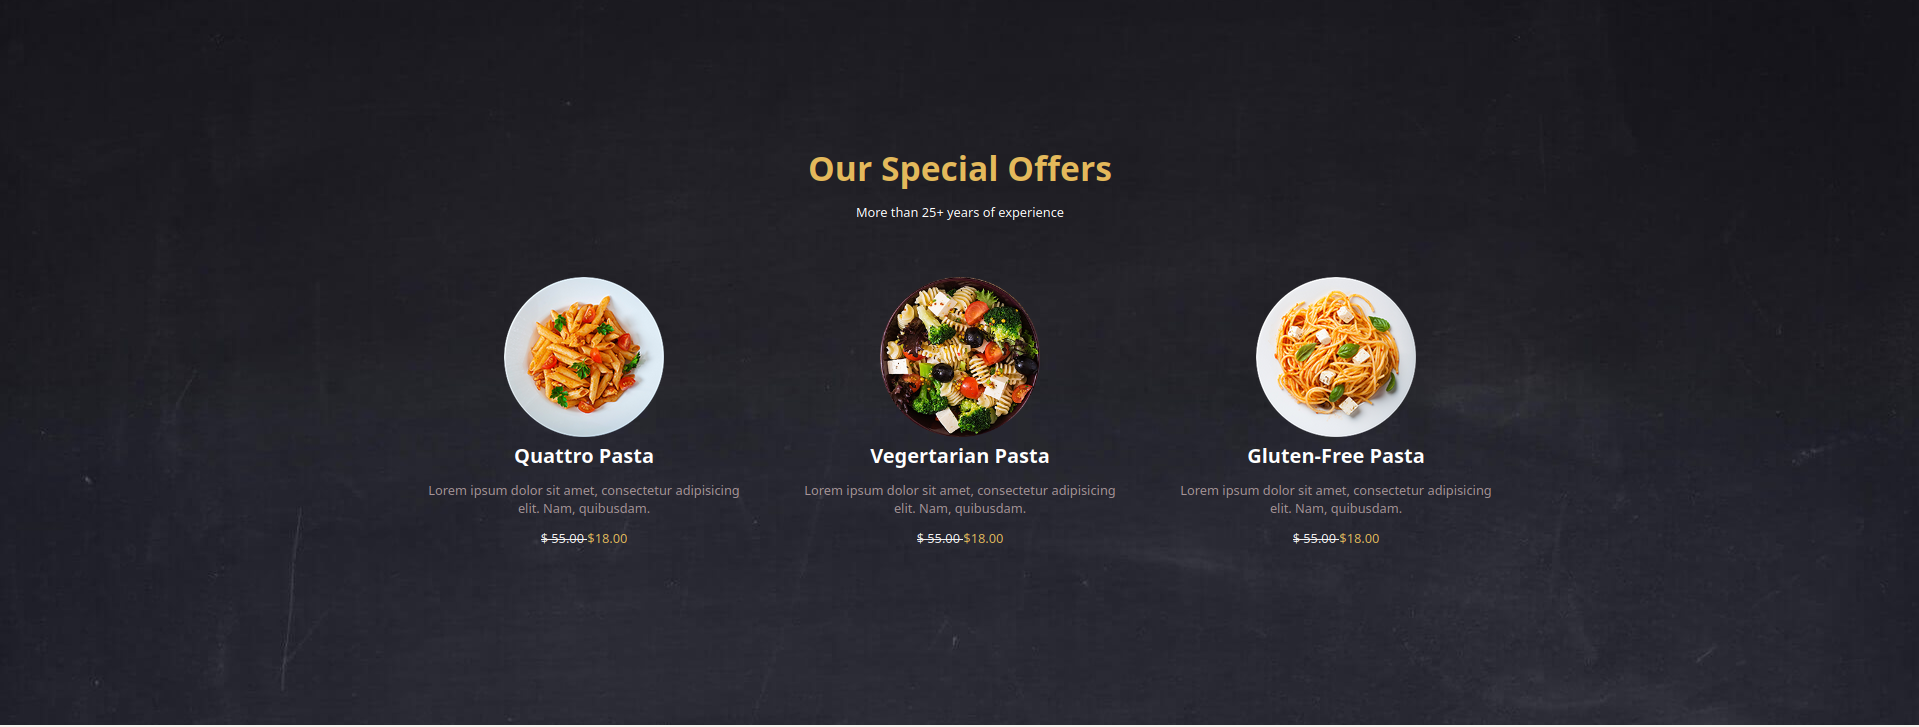 Our Special Offers
More than 25+ years of experience
Quattro Pasta
Lorem ipsum dolor sit amet, consectetur adipisicing
elit. Nam, quibusdam.
$ 55.00 $18.00
Vegertarian Pasta
Lorem ipsum dolor sit amet, consectetur adipisicing
elit. Nam, quibusdam.
$ 55.00 $18.00
Gluten-Free Pasta
Lorem ipsum dolor sit amet, consectetur adipisicing
elit. Nam, quibusdam.
$ 55.00 $18.00